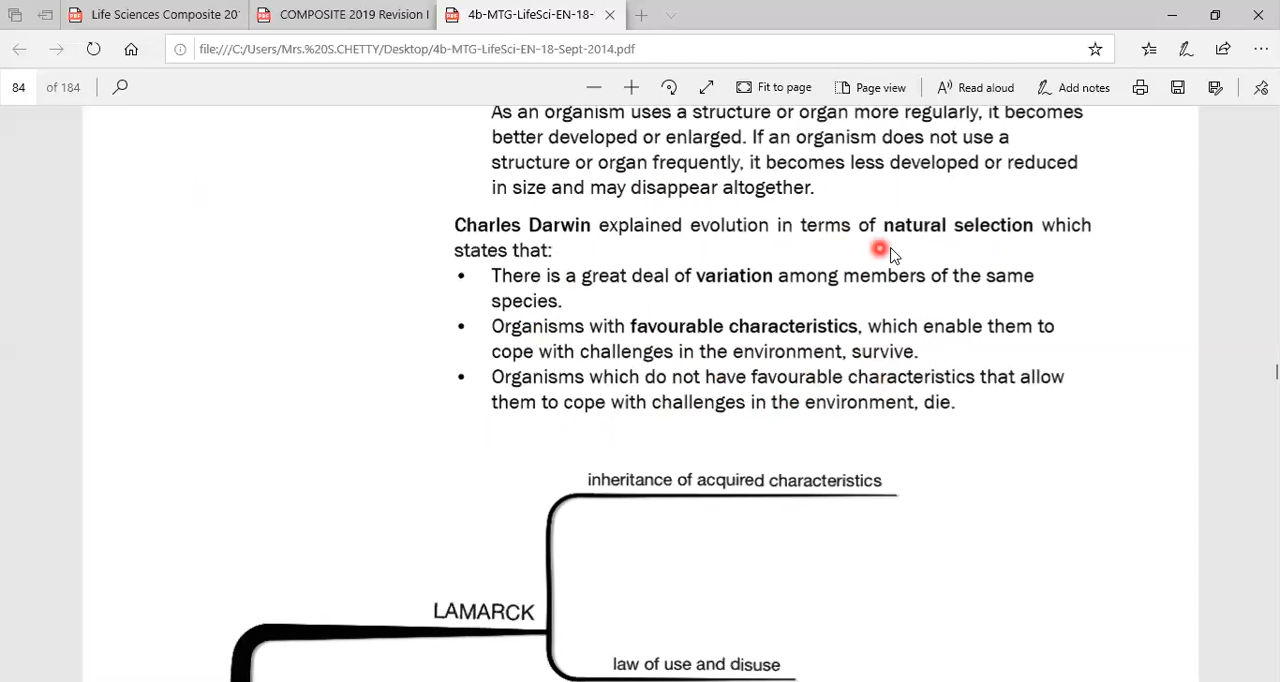 Life Sciences Composite 20
COMPOSITE 2019 Revision
4b-MTG-LifeSci-EN-18-
file:///C:/Users/Mrs.%20S.CHETTY/Desktop/4b-MTG-LifeSci-EN-18-Sept-2014.pdf
84 of 184
Fit to page
Page view
Read aloud
Add notes
As an organism uses a structure or organ more regularly, it becomes
better developed or enlarged. If an organism does not use a
structure or organ frequently, it becomes less developed or reduced
in size and may disappear altogether.
Charles Darwin explained evolution in terms of natural selection which
states that:
• There is a great deal of variation among members of the same
species.
• Organisms with favourable characteristics, which enable them to
cope with challenges in the environment, survive.
• Organisms which do not have favourable characteristics that allow
them to cope with challenges in the environment, die.
inheritance of acquired characteristics
LAMARCK
law of use and disuse